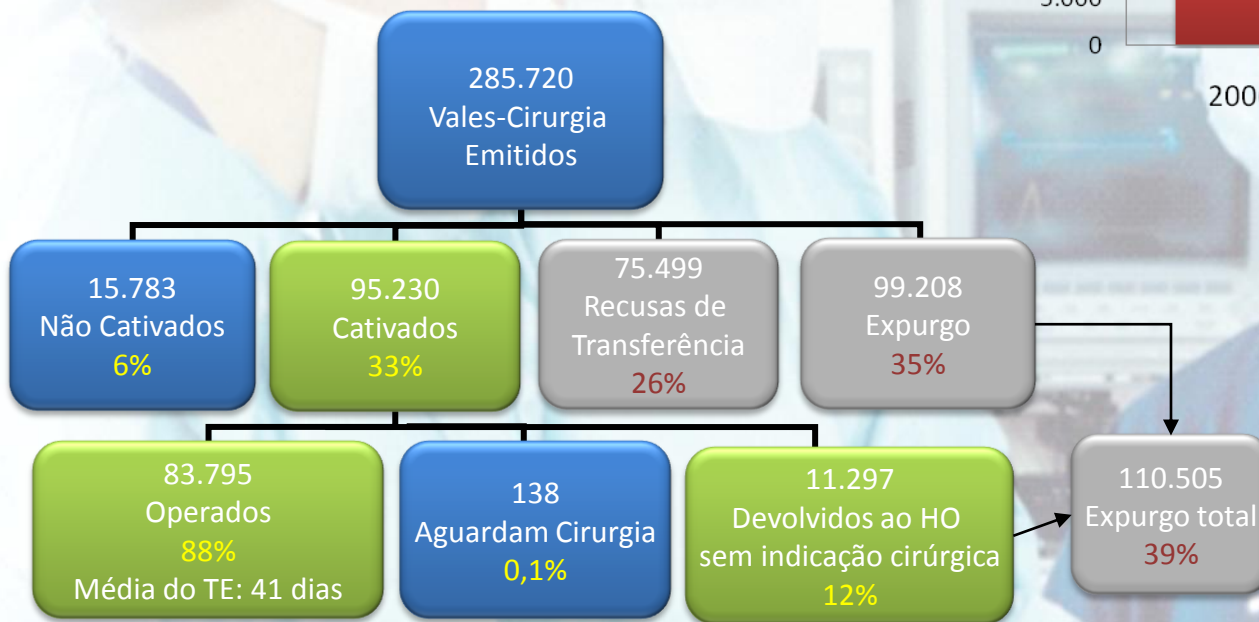 5.000
0
200
285.720
Vales-Cirurgia
Emitidos
15.783
Não Cativados
6%
95.230
Cativados
33%
75.499
Recusas de
Transferência
26%
99.208
Expurgo
35%
83.795
Operados
88%
Média do TE: 41 dias
138
Aguardam Cirurgia
0,1%
11.297
Devolvidos ao HO
sem indicação cirúrgica
12%
110.505
Expurgo total
39%